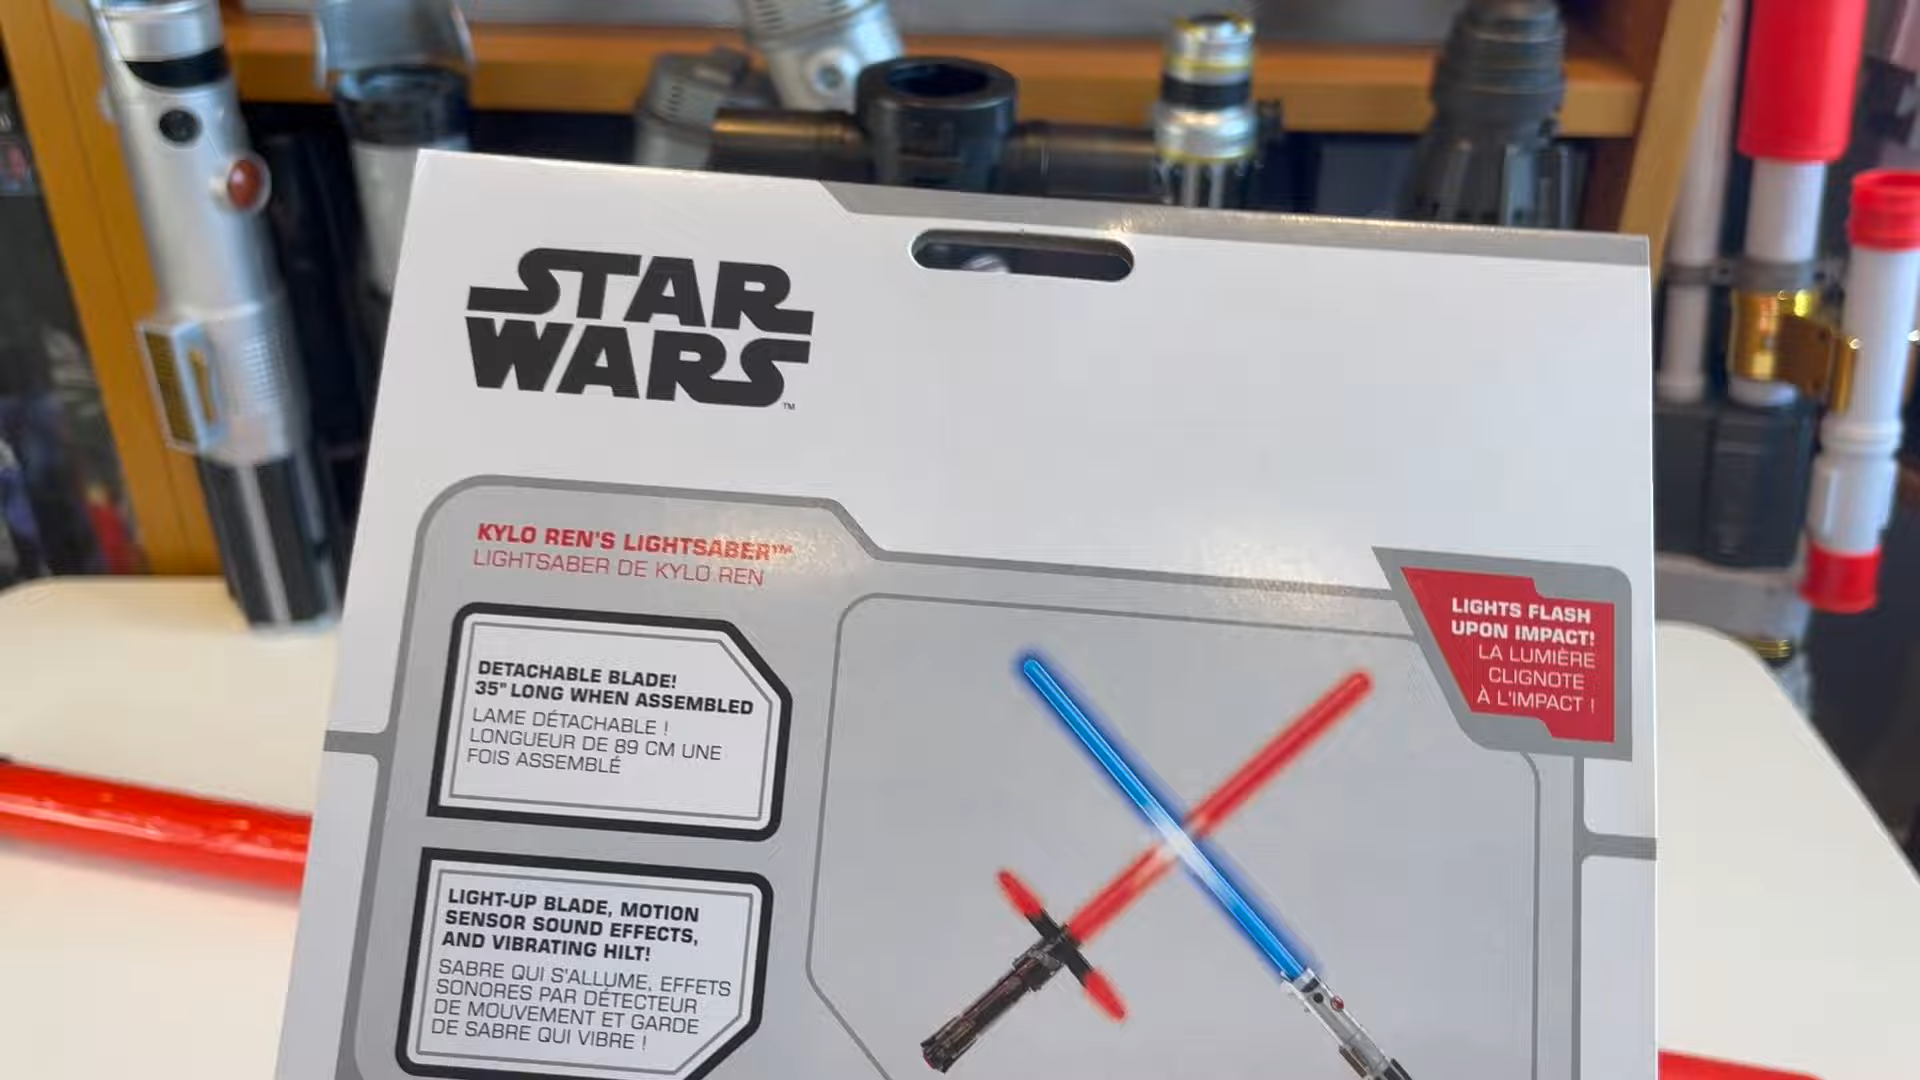 STAR
WARS
™
KYLO REN'S LIGHTSABER™
LIGHTSABER DE KYLO REN
DETACHABLE BLADE!
35" LONG WHEN ASSEMBLED
LAME DÉTACHABLE !
LONGUEUR DE 89 CM UNE
FOIS ASSEMBLÉ
LIGHTS FLASH
UPON IMPACT!
LA LUMIÈRE
CLIGNOTE
À L'IMPACT !
LIGHT-UP BLADE, MOTION
SENSOR SOUND EFFECTS,
AND VIBRATING HILT!
SABRE QUI S'ALLUME, EFFETS
SONORES PAR DÉTECTEUR
DE MOUVEMENT ET GARDE
DE SABRE QUI VIBRE !